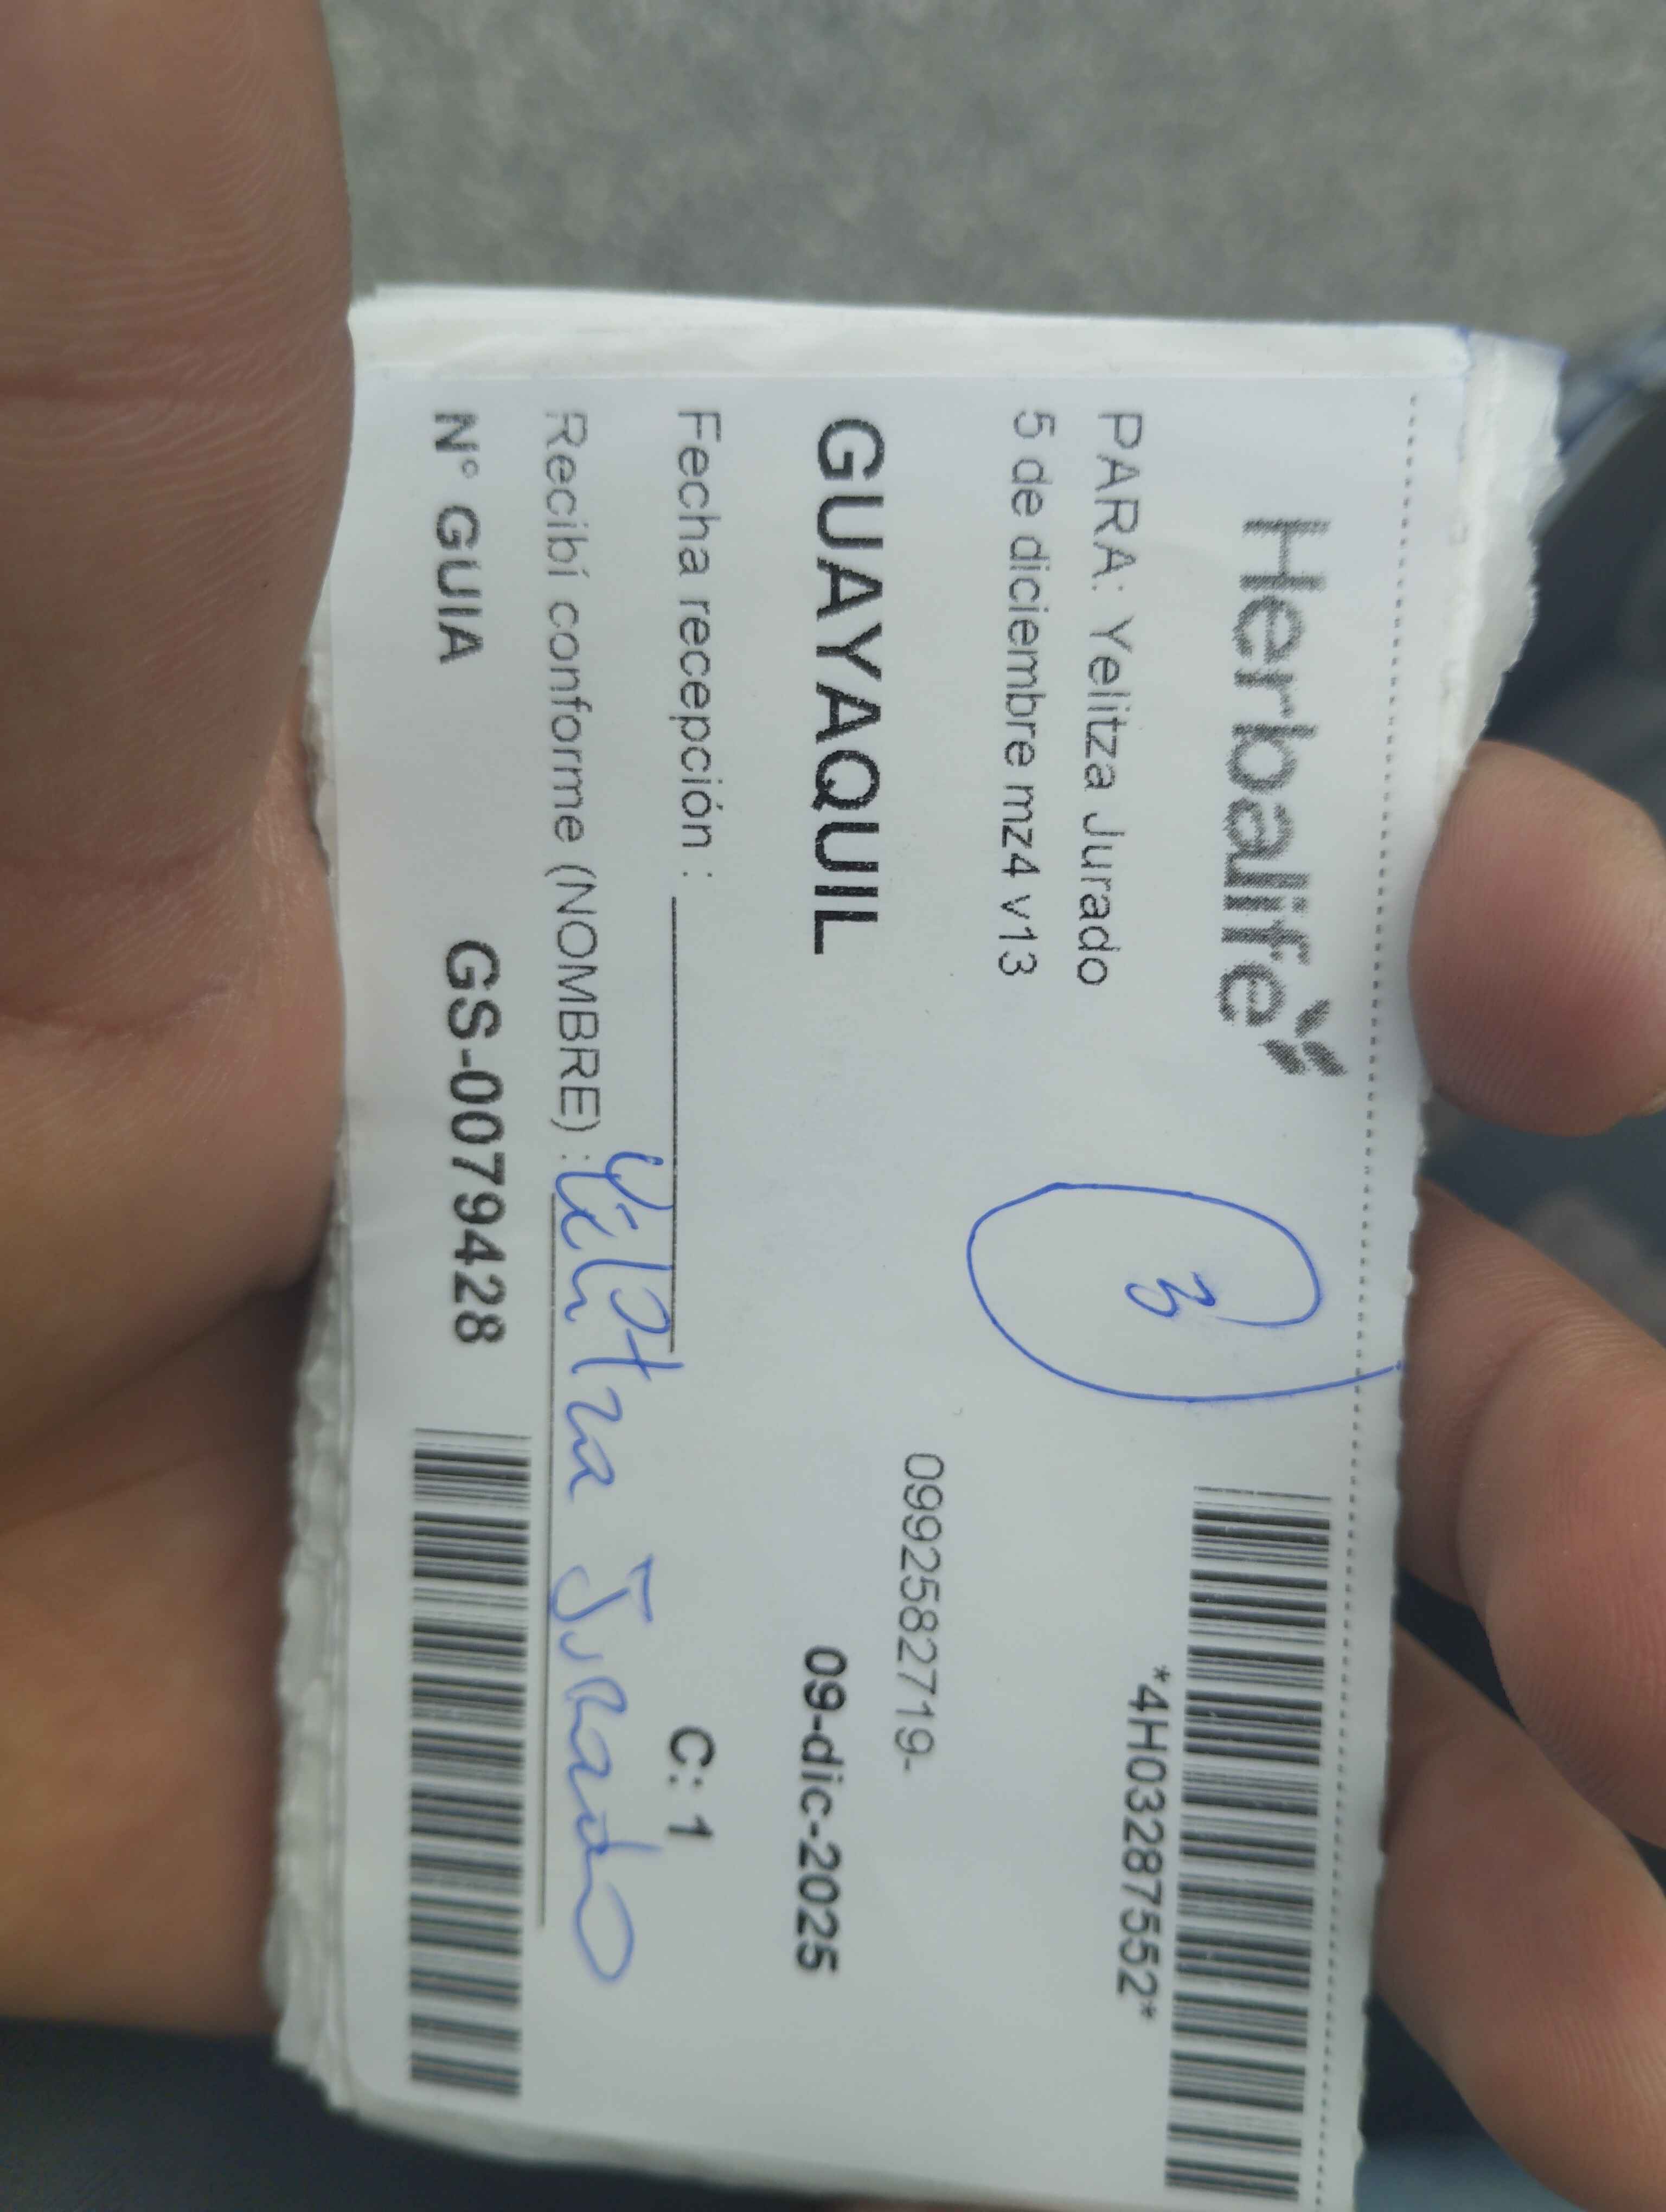 Herbalife
3
*4H03287552*
PARA: Yelitza Jurado
5 de diciembre mz4 v13
0992582719-
GUAYAQUIL
09-dic-2025
Fecha recepción :
C: 1
Recibí conforme (NOMBRE) : Yelitza Jurado
N° GUIA GS-00794428